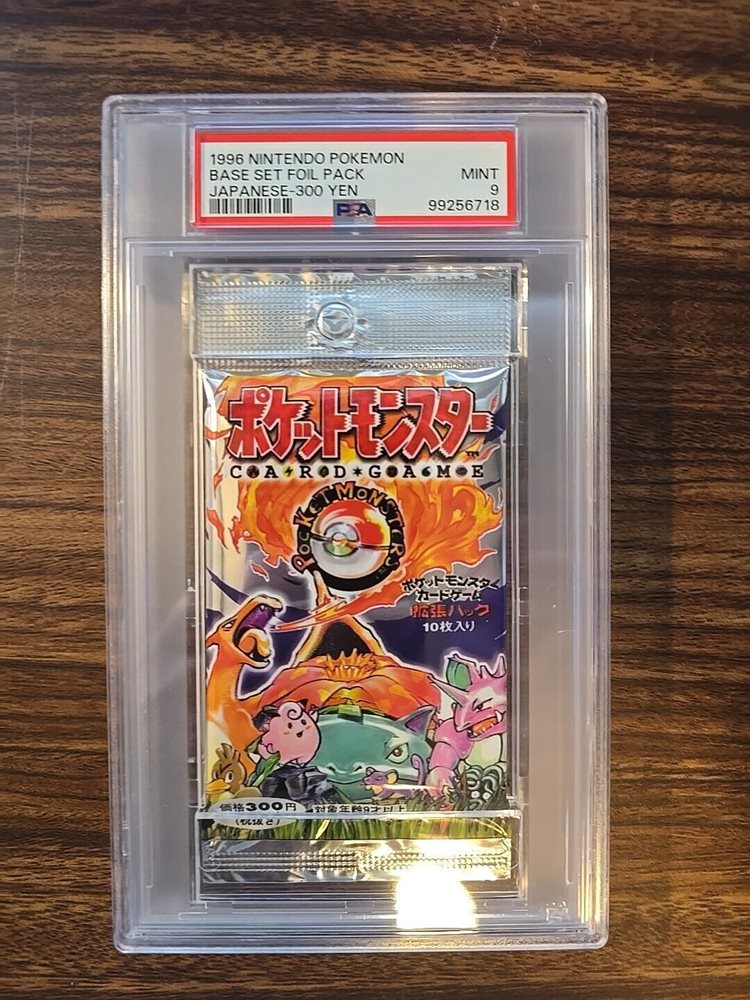 1996 NINTENDO POKEMON
BASE SET FOIL PACK MINT
JAPANESE-300 YEN 9
PSA 99256718
ポケットモンスター
TM
CARD GAME
POCKET MONSTERS
ポケットモンスター
カードゲーム
拡張パック
10枚入り
価格300円 対象年齢9才以上
(税抜き)